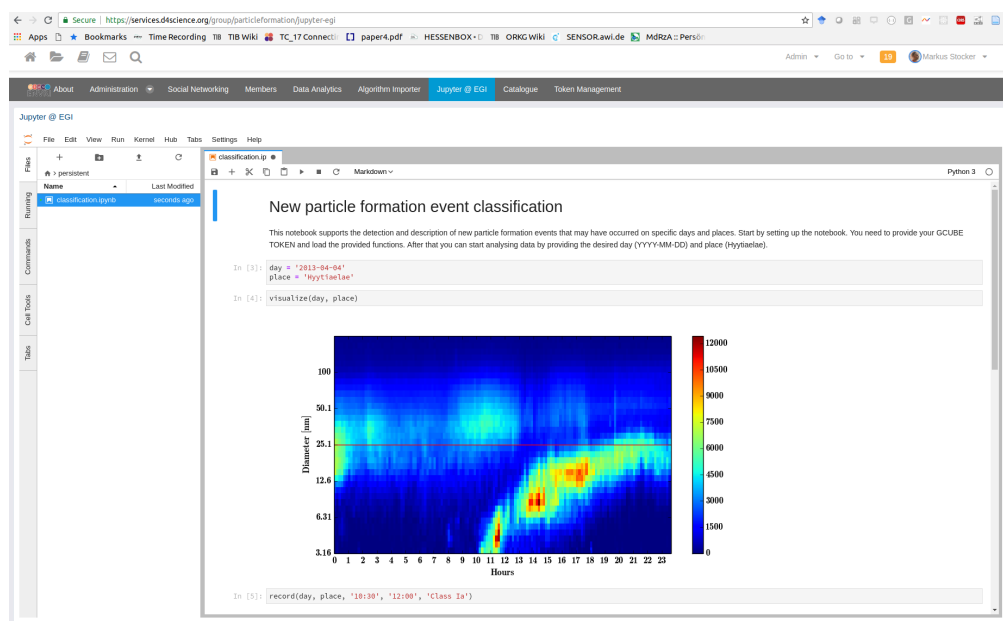 Secure | https://services.d4science.org/group/particleformation/jupyter-egi
Apps Bookmarks Time Recording TIB TIB Wiki TC_17 Connecti paper4.pdf HESSENBOX - D TIB ORKG Wiki SENSOR.awi.de MdRzA :: Persön
Admin Go to 19 Markus Stocker
About Administration Social Networking Members Data Analytics Algorithm Importer Jupyter @ EGI Catalogue Token Management
Jupyter @ EGI
File Edit View Run Kernel Hub Tabs Settings Help
Files
Running
Commands
Cell Tools
Tabs
persistent
Name Last Modified
classification.ipynb seconds ago
classification.ip
Markdown Python 3
New particle formation event classification
This notebook supports the detection and description of new particle formation events that may have occurred on specific days and places. Start by setting up the notebook. You need to provide your GCUBE
TOKEN and load the provided functions. After that you can start analysing data by providing the desired day (YYYY-MM-DD) and place (Hyytiaelae).
In [3]: day = '2013-04-04'
place = 'Hyytiaelae'
In [4]: visualize(day, place)
Diameter [nm]
100
50.1
25.1
12.6
6.31
3.16
0 1 2 3 4 5 6 7 8 9 10 11 12 13 14 15 16 17 18 19 20 21 22 23
Hours
12000
10500
9000
7500
6000
4500
3000
1500
0
In [5]: record(day, place, '10:30', '12:00', 'Class Ia')